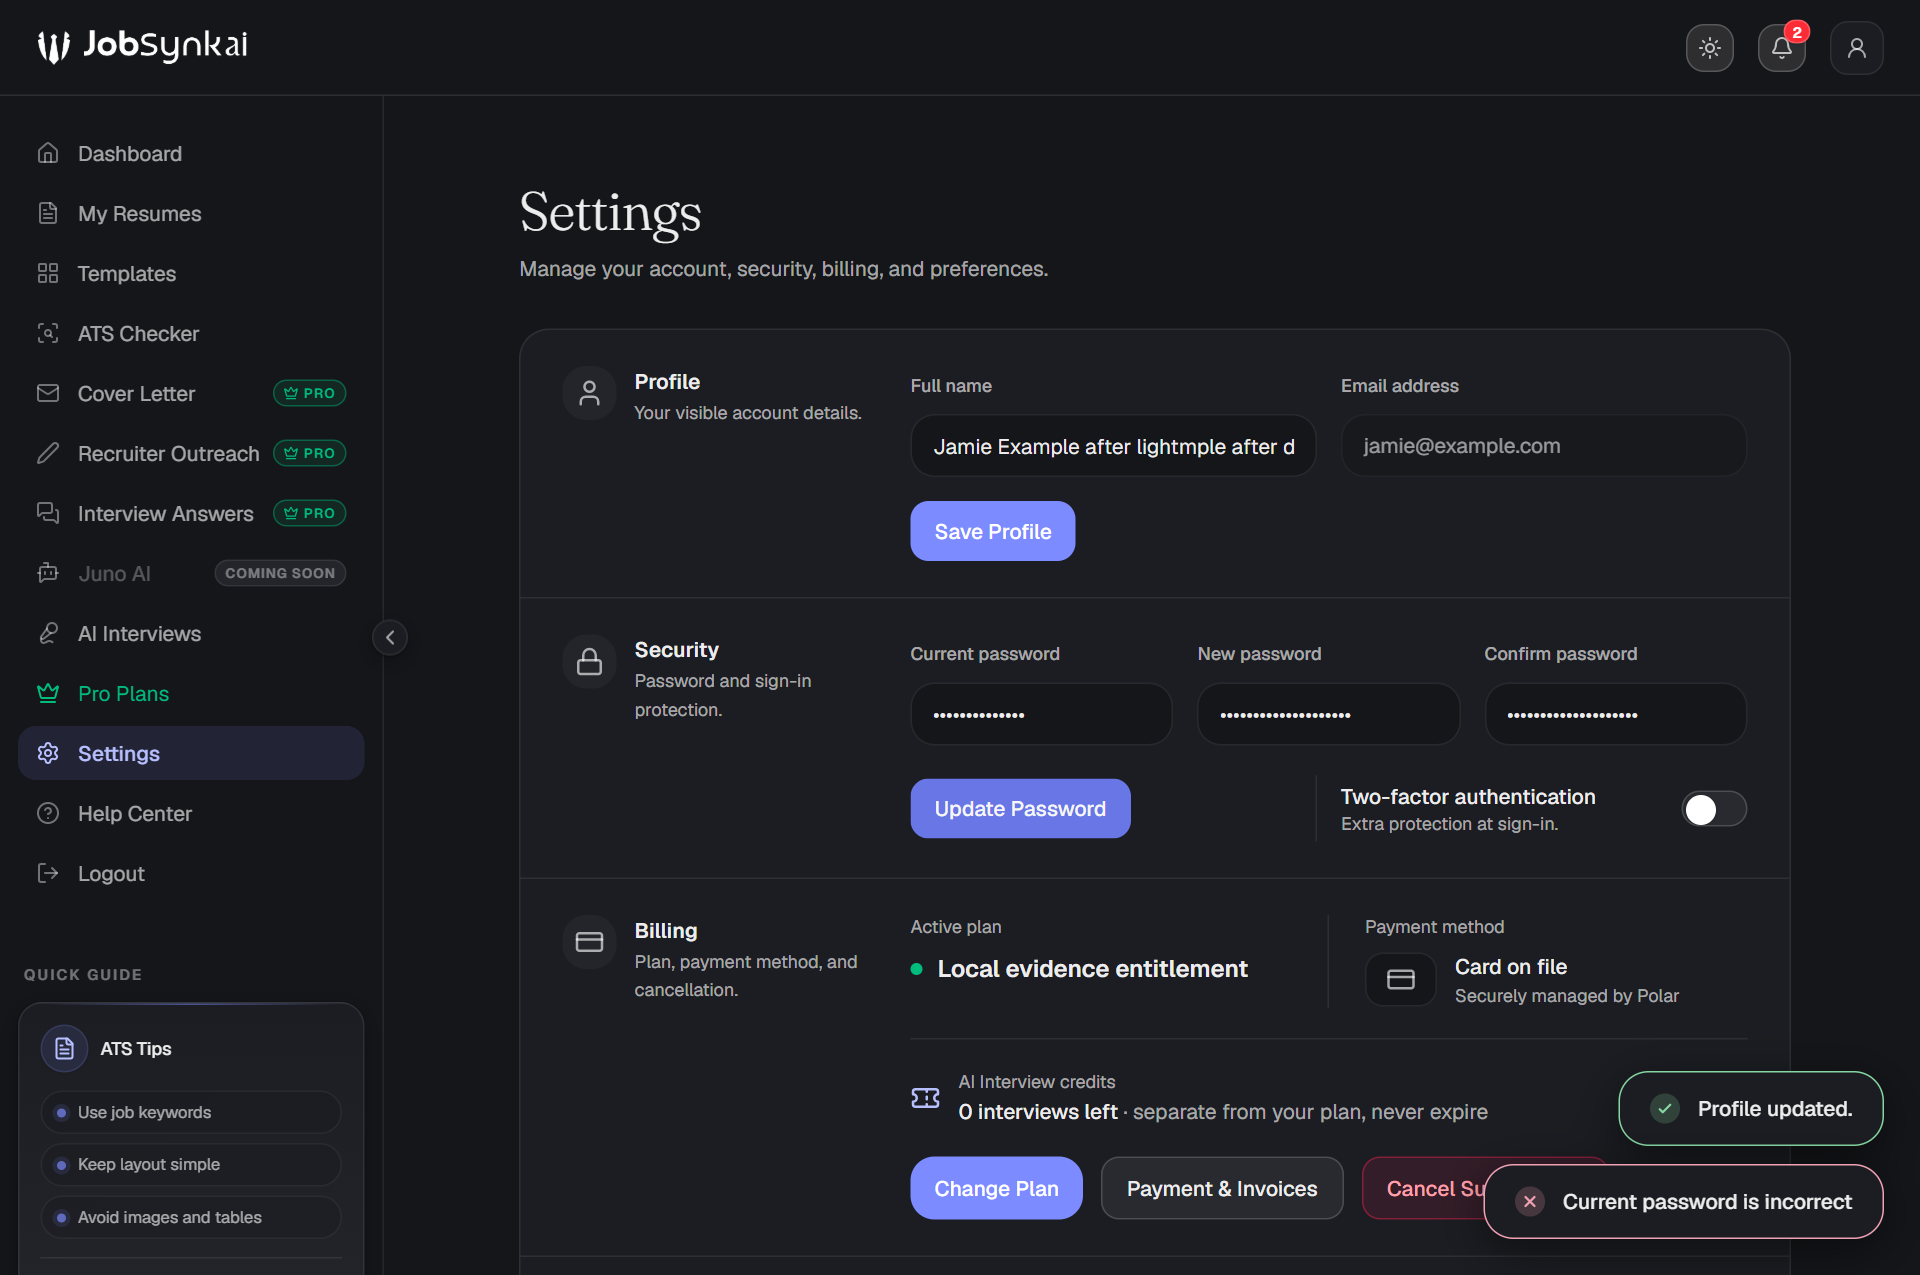 JobSynkai
2
Dashboard
My Resumes
Templates
ATS Checker
Cover Letter
PRO
Recruiter Outreach
PRO
Interview Answers
PRO
Juno AI
COMING SOON
AI Interviews
Pro Plans
Settings
Help Center
Logout
QUICK GUIDE
ATS Tips
Use job keywords
Keep layout simple
Avoid images and tables
Settings
Manage your account, security, billing, and preferences.
Profile
Your visible account details.
Full name
Jamie Example after lightmple after d
Email address
jamie@example.com
Save Profile
Security
Password and sign-in
protection.
Current password
New password
Confirm password
Update Password
Two-factor authentication
Extra protection at sign-in.
Billing
Plan, payment method, and
cancellation.
Active plan
Local evidence entitlement
Payment method
Card on file
Securely managed by Polar
AI Interview credits
0 interviews left · separate from your plan, never expire
Change Plan
Payment & Invoices
Cancel Su
Profile updated.
Current password is incorrect